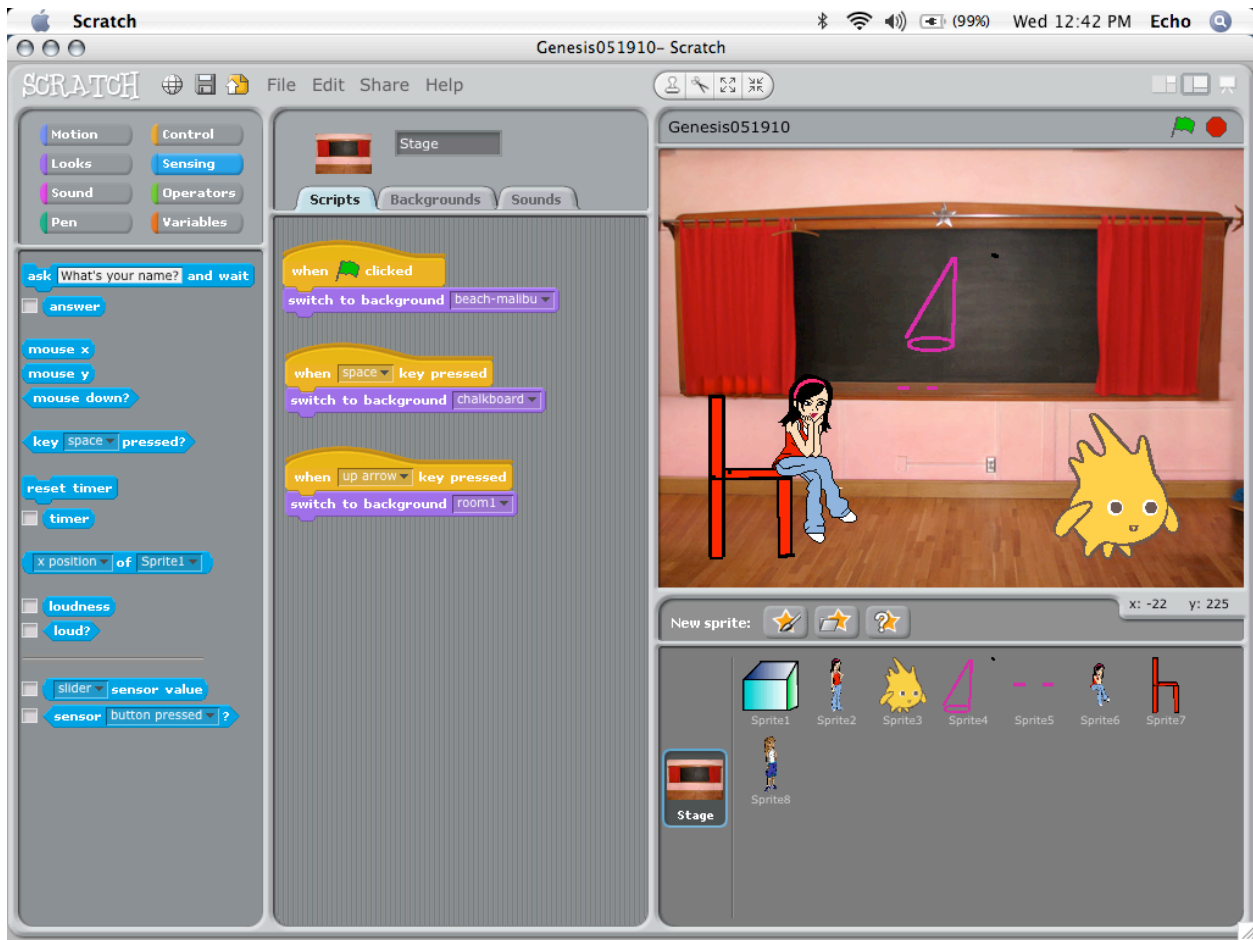 Scratch
(99%) Wed 12:42 PM Echo
Genesis051910– Scratch
SCRATCH File Edit Share Help
Motion Control
Looks Sensing
Sound Operators
Pen Variables
ask What's your name? and wait
answer
mouse x
mouse y
mouse down?
key space pressed?
reset timer
timer
x position of Sprite1
loudness
loud?
slider sensor value
sensor button pressed ?
Stage
Scripts Backgrounds Sounds
when clicked
switch to background beach-malibu
when space key pressed
switch to background chalkboard
when up arrow key pressed
switch to background room1
Genesis051910
x: -22 y: 225
New sprite:
Sprite1 Sprite2 Sprite3 Sprite4 Sprite5 Sprite6 Sprite7
Sprite8
Stage